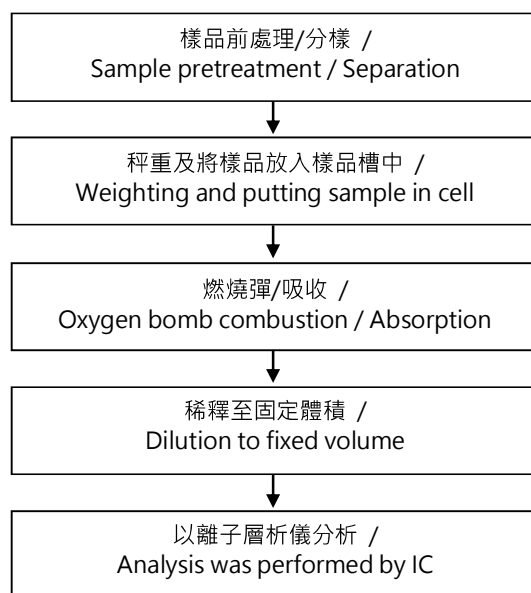 樣品前處理/分樣 /
Sample pretreatment / Separation
秤重及將樣品放入樣品槽中 /
Weighting and putting sample in cell
燃燒彈/吸收 /
Oxygen bomb combustion / Absorption
稀釋至固定體積 /
Dilution to fixed volume
以離子層析儀分析 /
Analysis was performed by IC